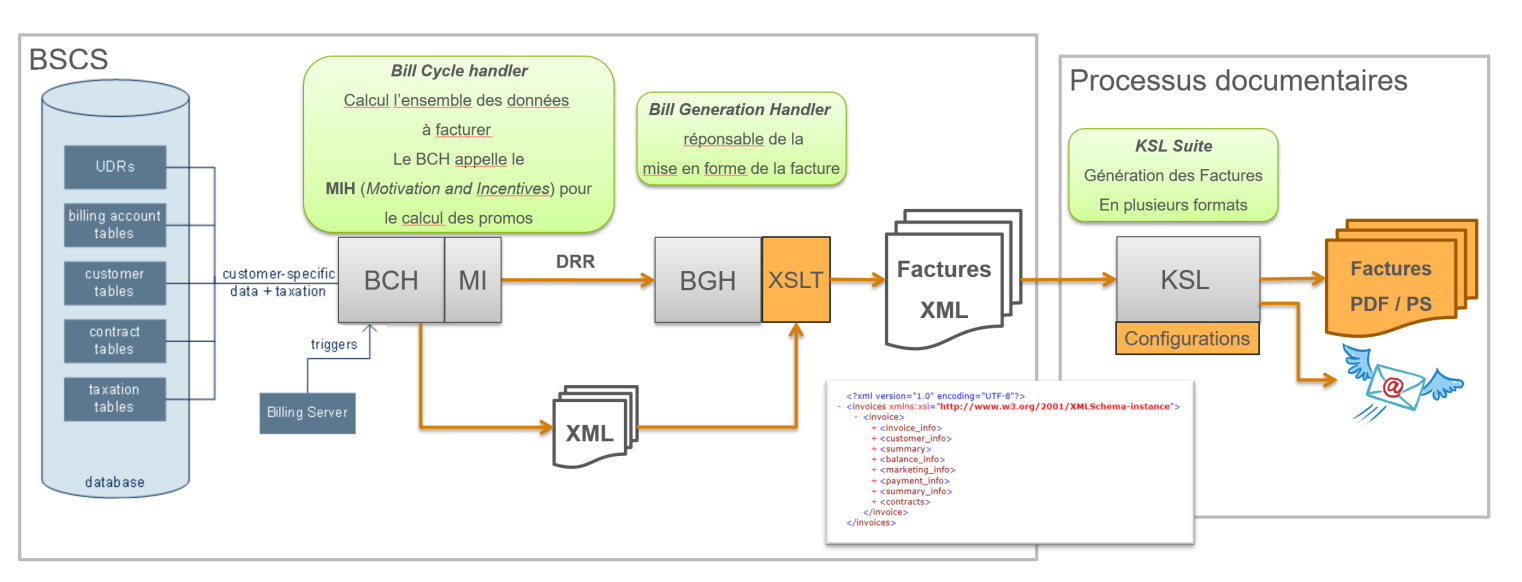 BSCS
UDRs
billing account
tables
customer
tables
contract
tables
taxation
tables
database
customer-specific
data + taxation
Bill Cycle handler
Calcul l'ensemble des données
à facturer
Le BCH appelle le
MIH (Motivation and Incentives) pour
le calcul des promos
BCH
MI
triggers
Billing Server
DRR
XML
Bill Generation Handler
réponsable de la
mise en forme de la facture
BGH
XSLT
Factures
XML
<?xml version="1.0" encoding="UTF-8"?>
- <invoices xmlns:xsi="http://www.w3.org/2001/XMLSchema-instance">
- <invoice>
+ <invoice_info>
+ <customer_info>
+ <summary>
+ <balance_info>
+ <marketing_info>
+ <payment_info>
+ <summary_info>
+ <contracts>
</invoice>
</invoices>
Processus documentaires
KSL Suite
Génération des Factures
En plusieurs formats
KSL
Configurations
Factures
PDF / PS
@